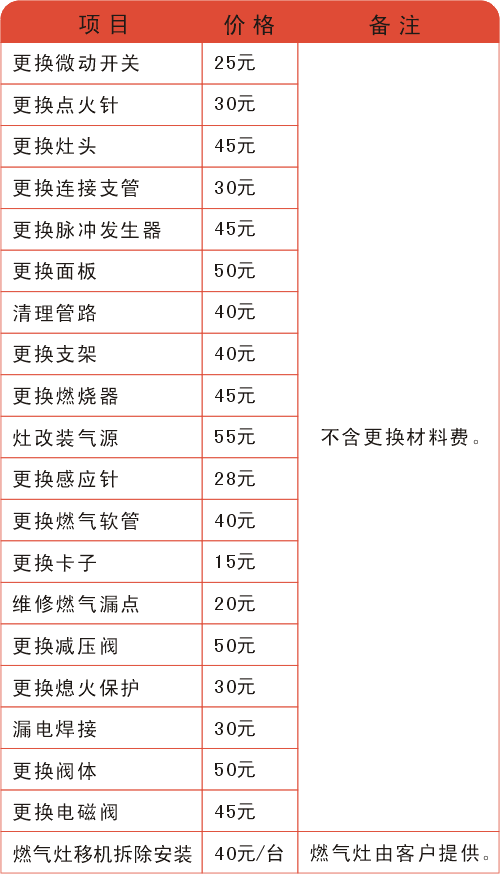 项目 价格 备注
更换微动开关 25元
更换点火针 30元
更换灶头 45元
更换连接支管 30元
更换脉冲发生器 45元
更换面板 50元
清理管路 40元
更换支架 40元
更换燃烧器 45元
灶改装气源 55元 不含更换材料费。
更换感应针 28元
更换燃气软管 40元
更换卡子 15元
维修燃气漏点 20元
更换减压阀 50元
更换熄火保护 30元
漏电焊接 30元
更换阀体 50元
更换电磁阀 45元
燃气灶移机拆除安装 40元/台 燃气灶由客户提供。